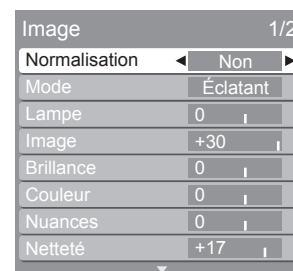 Image 1/2
Normalisation Non
Mode Éclatant
Lampe 0
Image +30
Brillance 0
Couleur 0
Nuances 0
Netteté +17